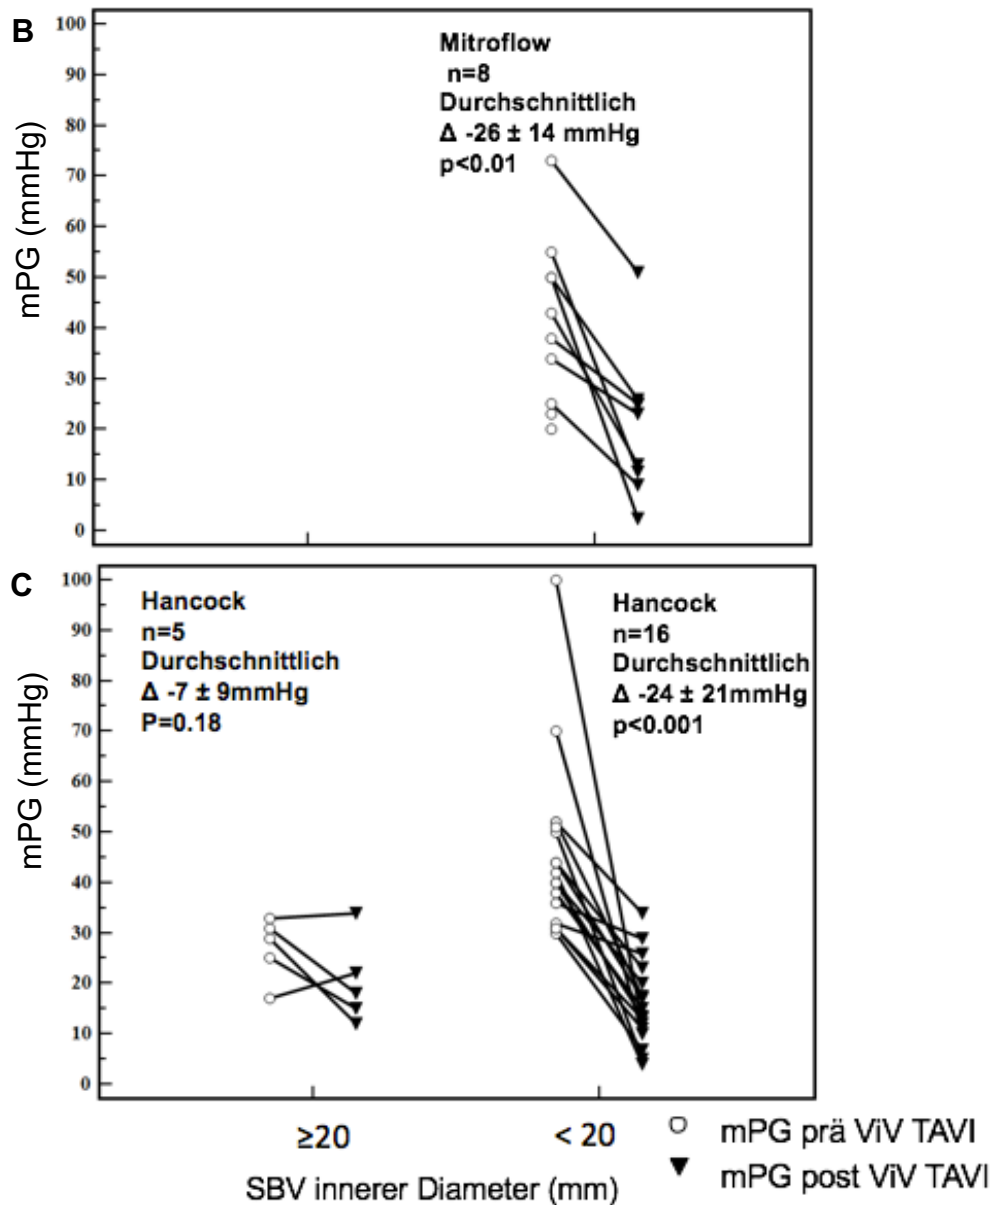 B
mPG (mmHg)
100
90
80
70
60
50
40
30
20
10
0
Mitroflow
n=8
Durchschnittlich
Δ -26 ± 14 mmHg
p<0.01
C
mPG (mmHg)
100
90
80
70
60
50
40
30
20
10
0
Hancock
n=5
Durchschnittlich
Δ -7 ± 9mmHg
P=0.18
Hancock
n=16
Durchschnittlich
Δ -24 ± 21mmHg
p<0.001
≥20
< 20
SBV innerer Diameter (mm)
mPG prä ViV TAVI
mPG post ViV TAVI